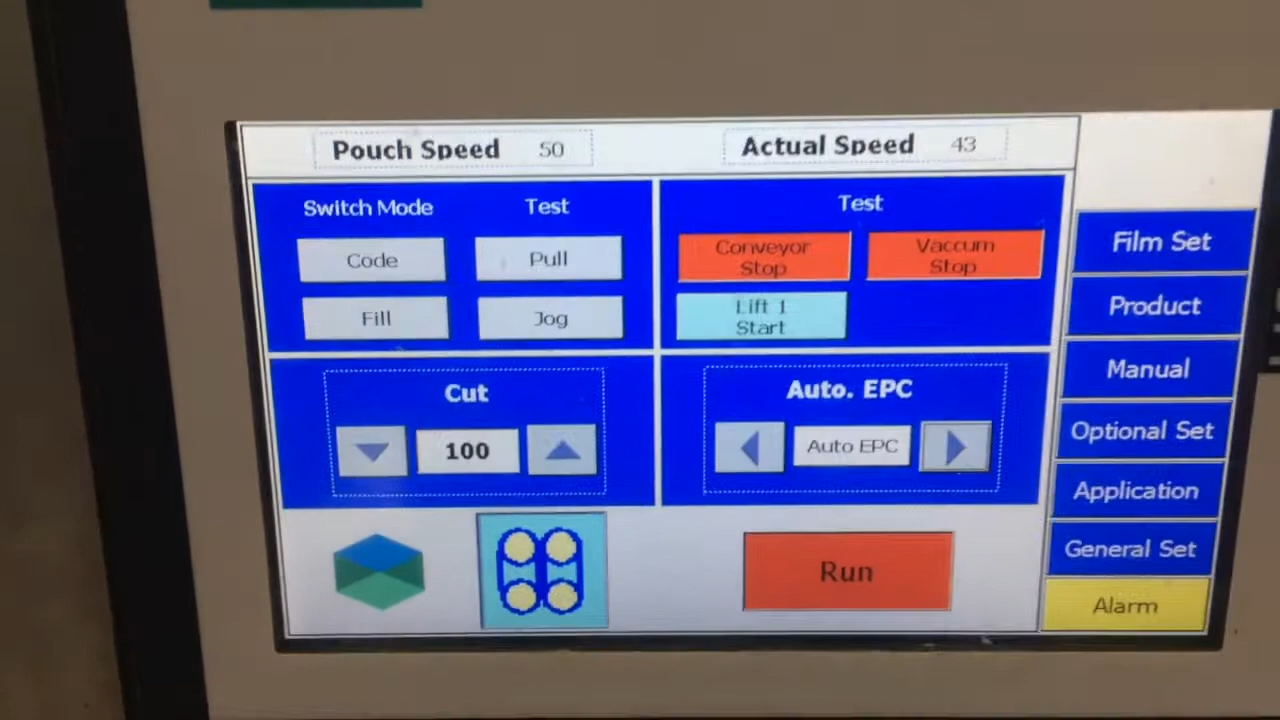 Pouch Speed 50
Actual Speed 43
Switch Mode
Test
Code
Pull
Fill
Jog
Test
Conveyor
Stop
Vaccum
Stop
Lift 1
Start
Cut
100
Auto. EPC
Auto EPC
Run
Film Set
Product
Manual
Optional Set
Application
General Set
Alarm